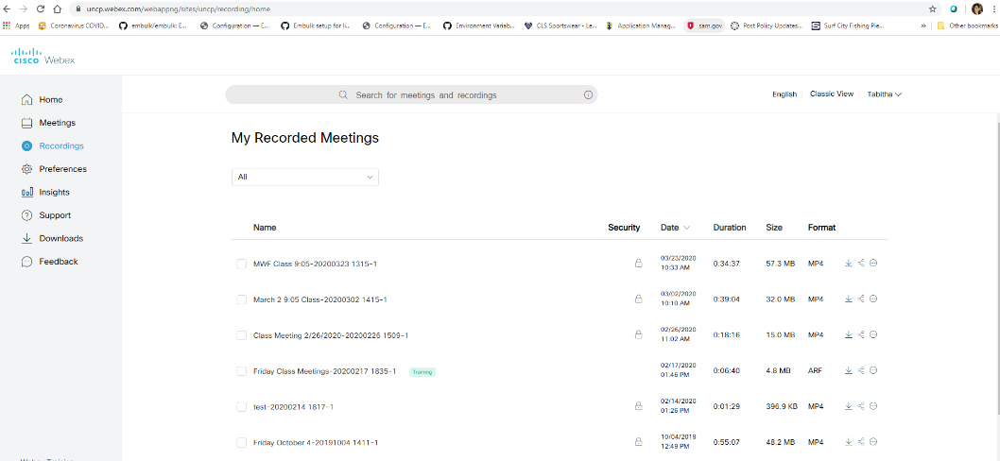 uncp.webex.com/webappng/sites/uncp/recording/home
Apps Coronavirus COVID... embulk/embulk: E... Configuration — E... Embulk setup for li... Configuration — E... Environment Variab... CLS Sportswear - Le... Application Manag... sam.gov Post Policy Updates... Surf City Fishing Pie... » Other bookmarks
cisco Webex
Home
Meetings
Recordings
Preferences
Insights
Support
Downloads
Feedback
Search for meetings and recordings
English Classic View Tabitha
My Recorded Meetings
All
Name Security Date Duration Size Format
MWF Class 9:05-20200323 1315-1 03/23/2020 10:33 AM 0:34:37 57.3 MB MP4
March 2 9:05 Class-20200302 1415-1 03/02/2020 10:10 AM 0:39:04 32.0 MB MP4
Class Meeting 2/26/2020-20200226 1509-1 02/26/2020 11:02 AM 0:18:16 15.0 MB MP4
Friday Class Meetings-20200217 1835-1 Training 02/17/2020 01:46 PM 0:06:40 4.8 MB ARF
test-20200214 1817-1 02/14/2020 01:26 PM 0:01:29 396.9 KB MP4
Friday October 4-20191004 1411-1 10/04/2019 12:49 PM 0:55:07 48.2 MB MP4